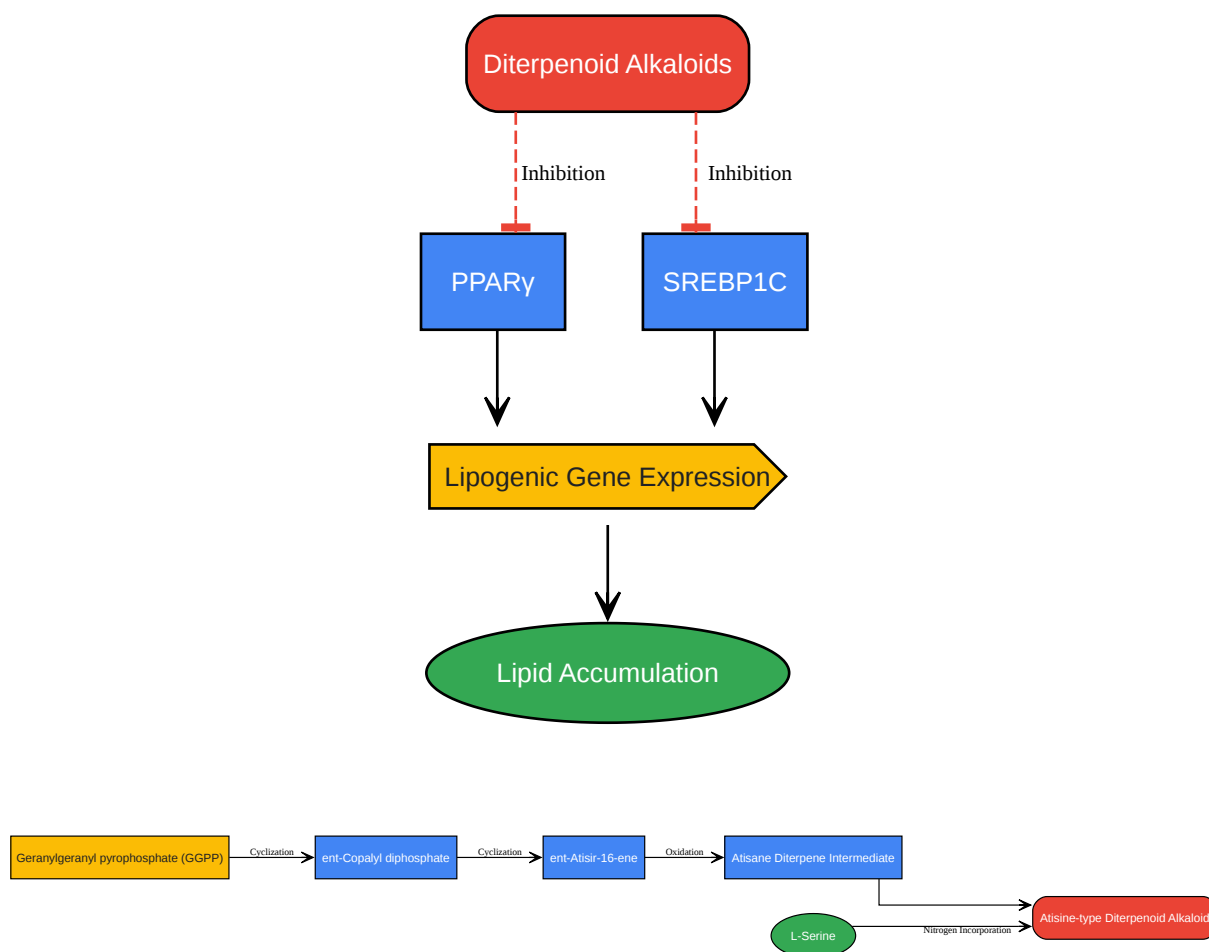 Diterpenoid Alkaloids
Inhibition
Inhibition
PPARγ
SREBP1C
Lipogenic Gene Expression
Lipid Accumulation
Geranylgeranyl pyrophosphate (GGPP)
Cyclization
ent-Copalyl diphosphate
Cyclization
ent-Atisir-16-ene
Oxidation
Atisane Diterpene Intermediate
Atisine-type Diterpenoid Alkaloid
L-Serine
Nitrogen Incorporation